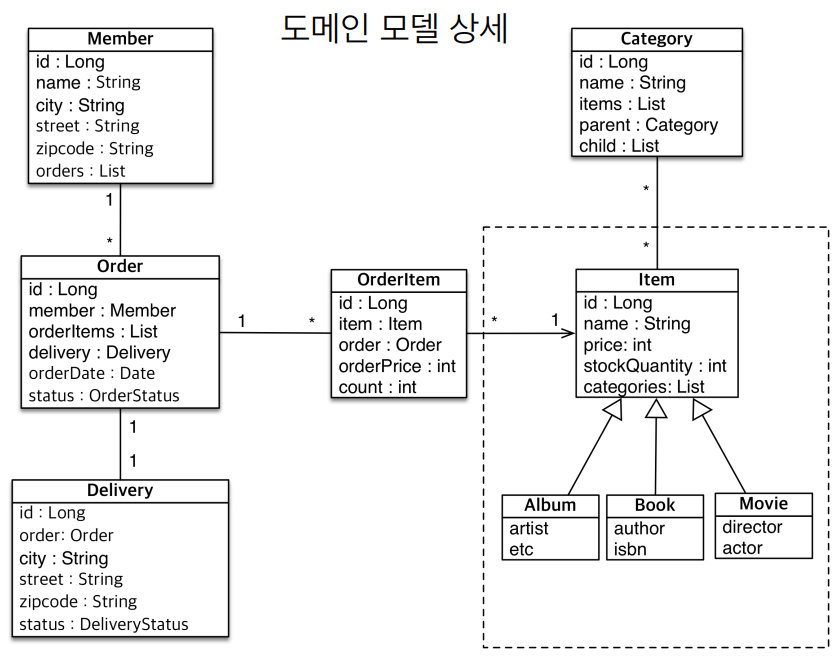 도메인 모델 상세
Member
id : Long
name : String
city : String
street : String
zipcode : String
orders : List
Category
id : Long
name : String
items : List
parent : Category
child : List
1
*
*
*
Order
id : Long
member : Member
orderItems : List
delivery : Delivery
orderDate : Date
status : OrderStatus
1
*
OrderItem
id : Long
item : Item
order : Order
orderPrice : int
count : int
*
1
Item
id : Long
name : String
price: int
stockQuantity : int
categories: List
1
1
Delivery
id : Long
order: Order
city : String
street : String
zipcode : String
status : DeliveryStatus
Album
artist
etc
Book
author
isbn
Movie
director
actor